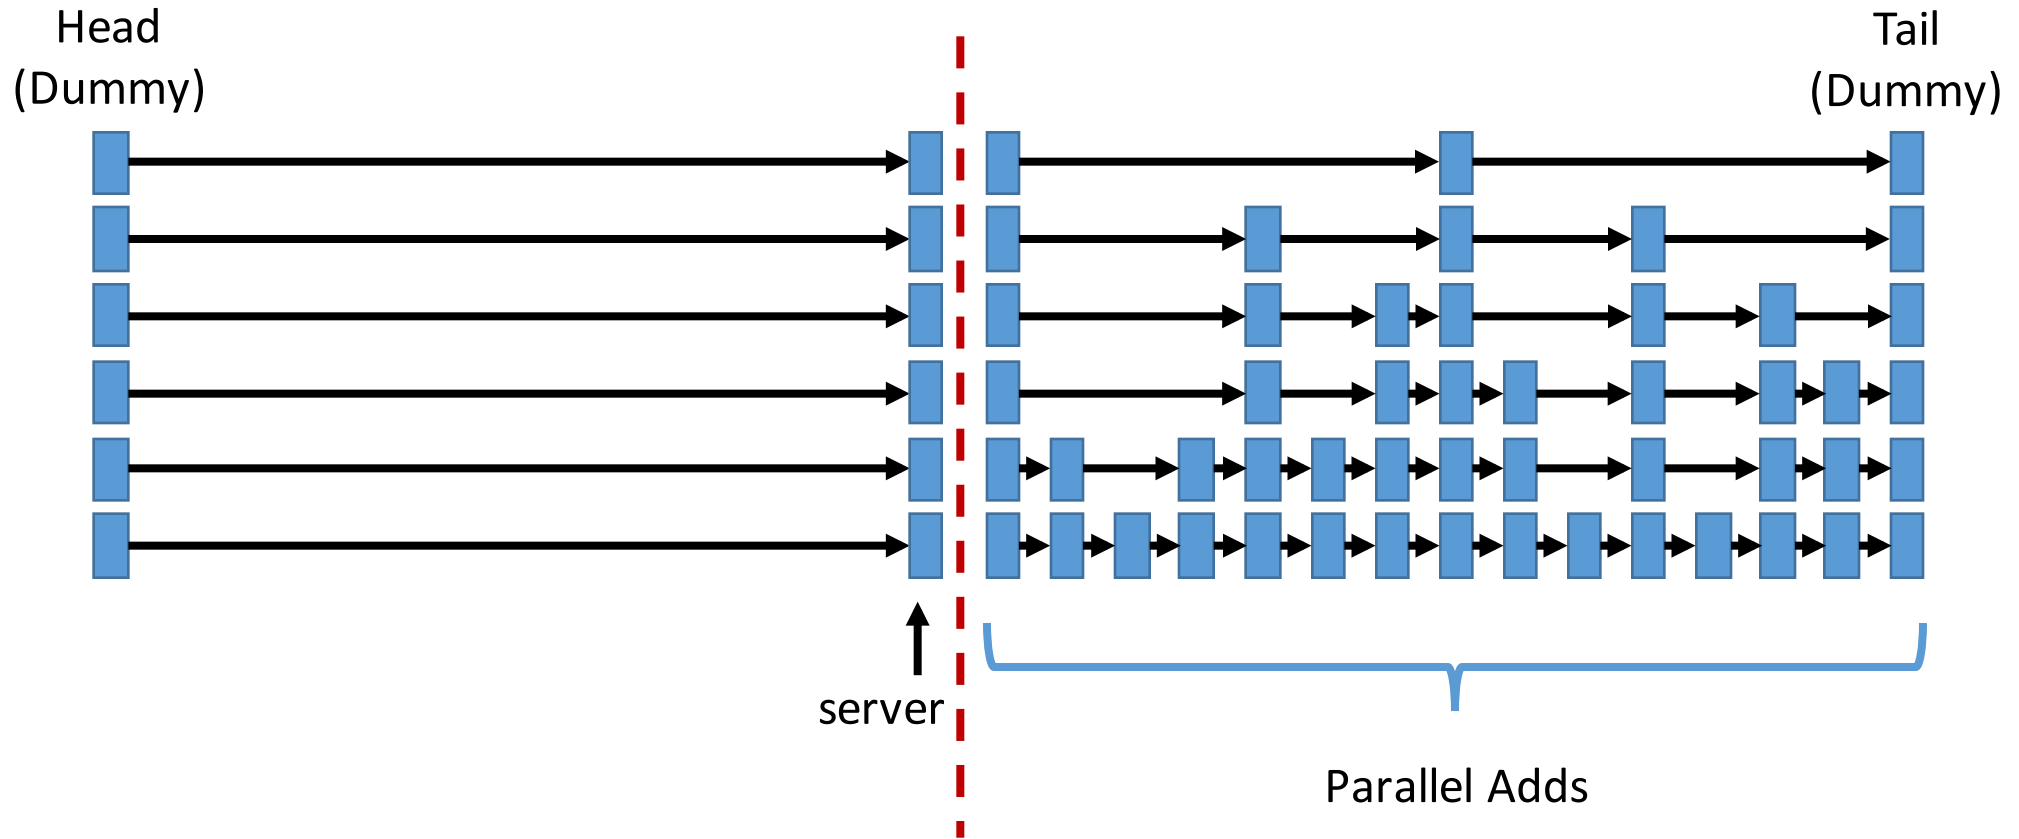 Head
(Dummy)
Tail
(Dummy)
server
Parallel Adds